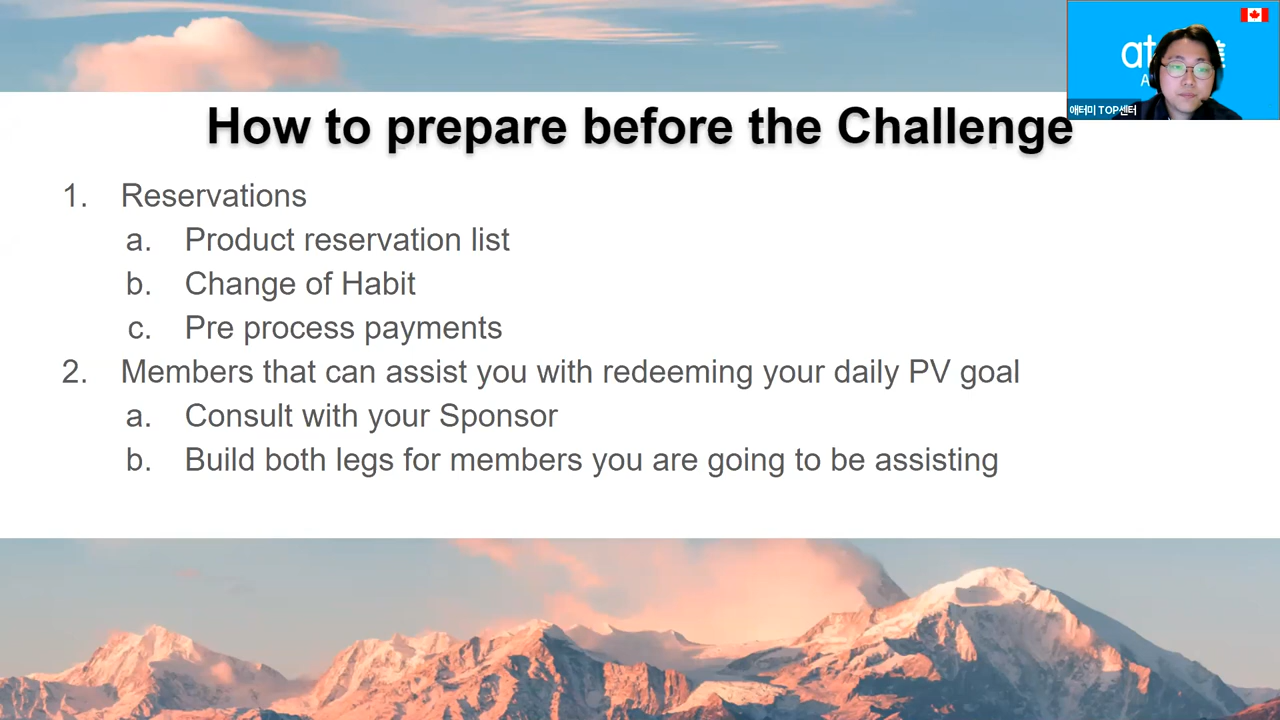 How to prepare before the Challenge
1. Reservations
a. Product reservation list
b. Change of Habit
c. Pre process payments
2. Members that can assist you with redeeming your daily PV goal
a. Consult with your Sponsor
b. Build both legs for members you are going to be assisting
애터미 TOP센터